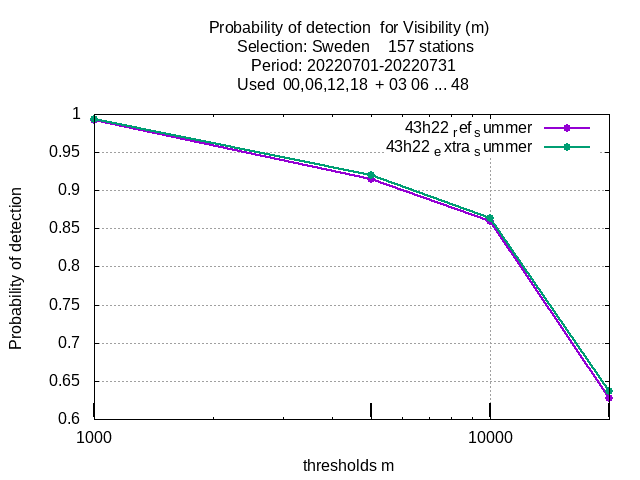 Probability of detection  for Visibility (m)
Selection: Sweden    157 stations
Period: 20220701-20220731
Used  00,06,12,18  + 03 06 ... 48
1
0.95
0.9
0.85
0.8
0.75
0.7
0.65
0.6
Probability of detection
43h22 ref summer
43h22 extra summer
1000
10000
thresholds m